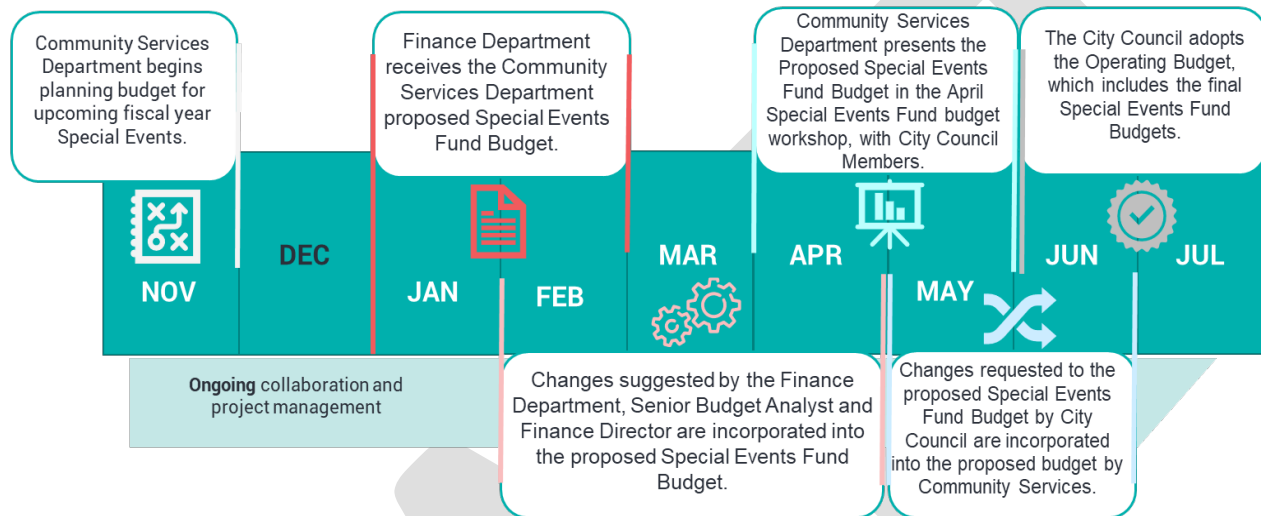 Community Services
Department begins
planning budget for
upcoming fiscal year
Special Events.
Finance Department
receives the Community
Services Department
proposed Special Events
Fund Budget.
Community Services
Department presents the
Proposed Special Events
Fund Budget in the April
Special Events Fund budget
workshop, with City Council
Members.
The City Council adopts
the Operating Budget,
which includes the final
Special Events Fund
Budgets.
NOV
DEC
JAN
FEB
MAR
APR
MAY
JUN
JUL
Ongoing collaboration and
project management
Changes suggested by the Finance
Department, Senior Budget Analyst and
Finance Director are incorporated into
the proposed Special Events Fund
Budget.
Changes requested to the
proposed Special Events
Fund Budget by City
Council are incorporated
into the proposed budget by
Community Services.